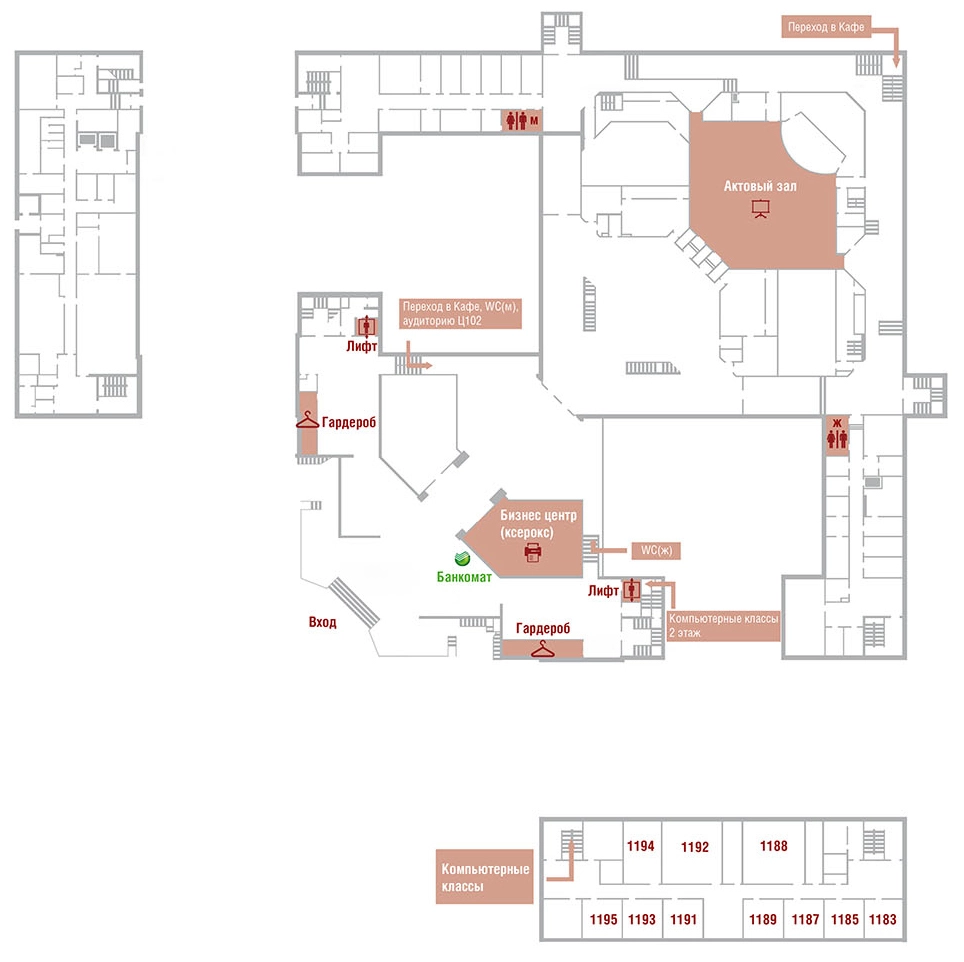 Переход в Кафе
М
Актовый зал
Переход в Кафе, WC(м),
аудиторию Ц102
Лифт
Гардероб
Ж
Бизнес центр
(ксерокс)
WC(ж)
Банкомат
Лифт
Вход
Гардероб
Компьютерные классы
2 этаж
1194
1192
1188
Компьютерные
классы
1195
1193
1191
1189
1187
1185
1183